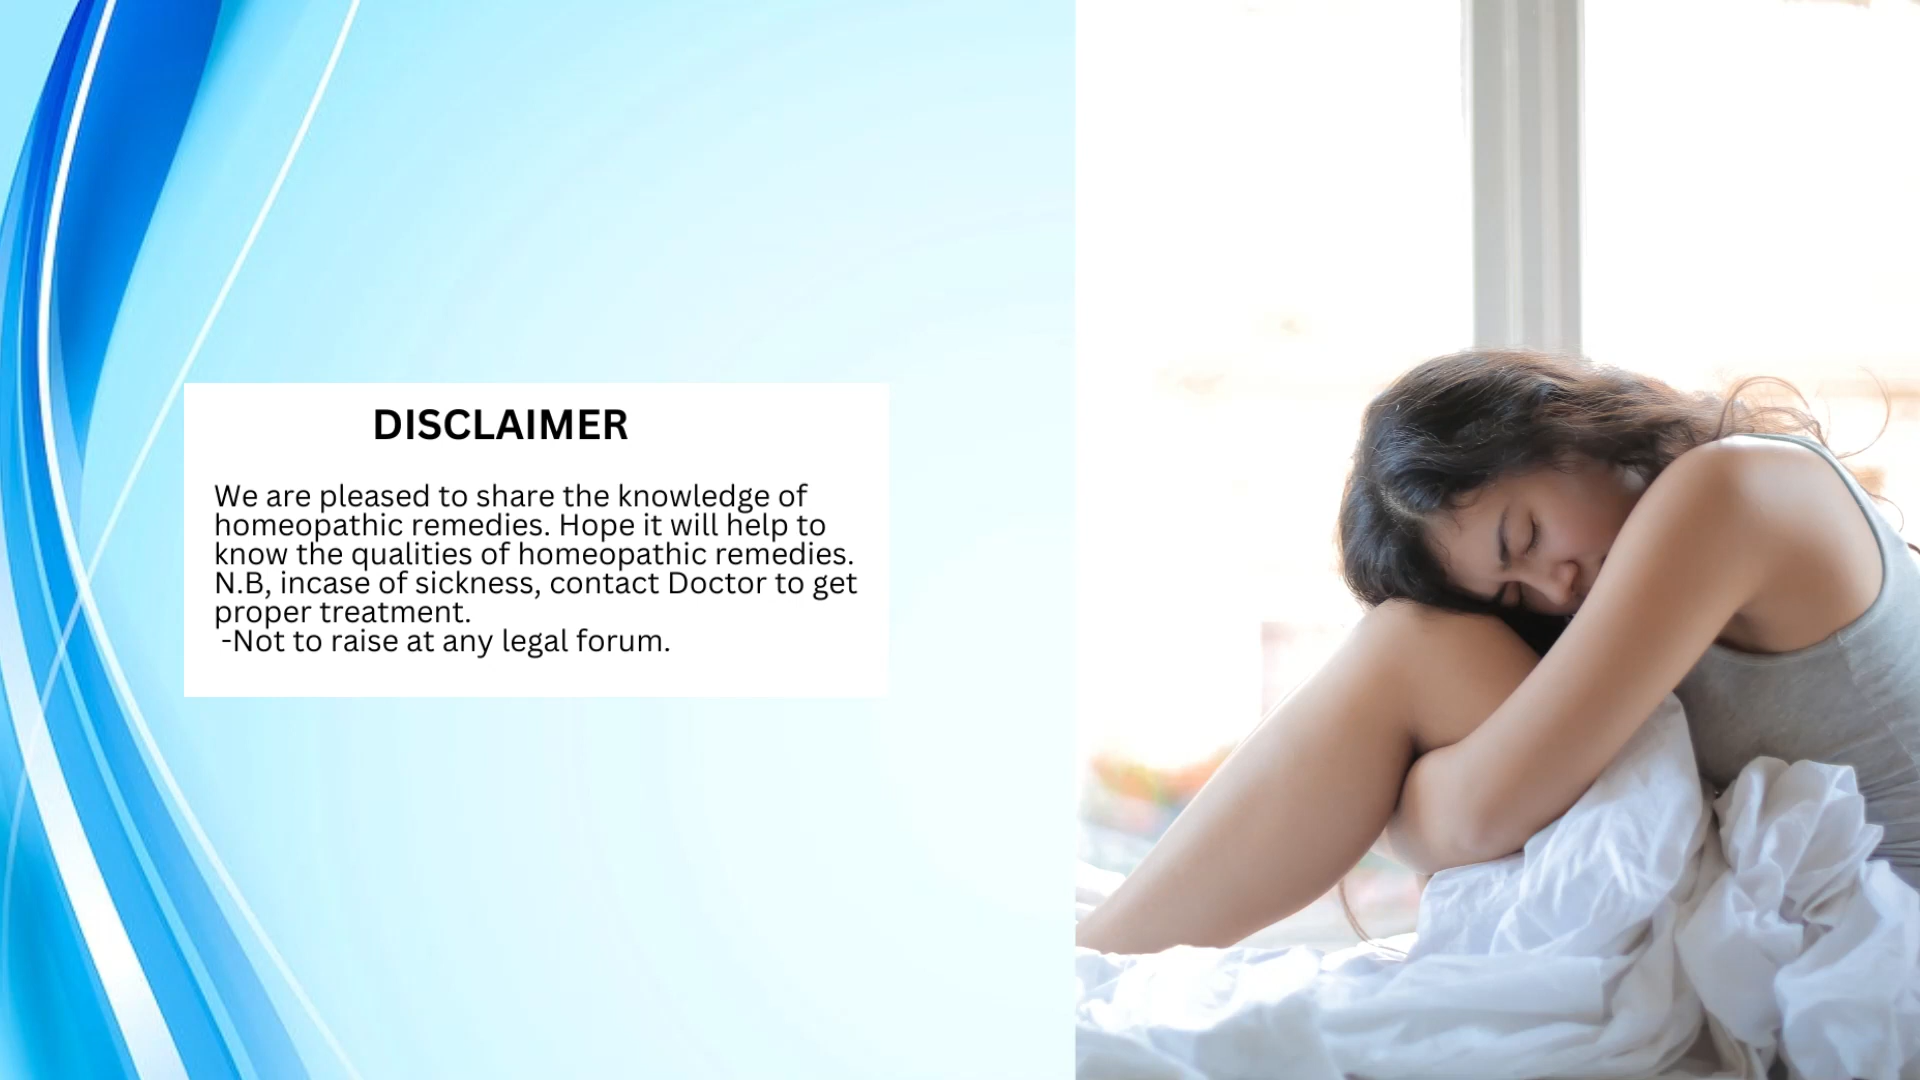 DISCLAIMER
We are pleased to share the knowledge of
homeopathic remedies. Hope it will help to
know the qualities of homeopathic remedies.
N.B, incase of sickness, contact Doctor to get
proper treatment.
-Not to raise at any legal forum.